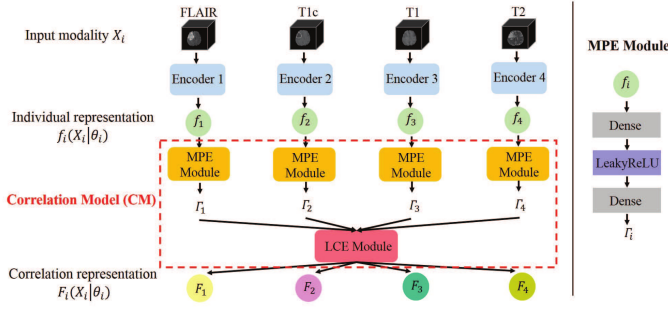 FLAIR T1c T1 T2
Input modality X_i
MPE Module
Encoder 1 Encoder 2 Encoder 3 Encoder 4
f_i
Individual representation
f_i(X_i|θ_i)
f_1 f_2 f_3 f_4
Dense
MPE Module MPE Module MPE Module MPE Module
LeakyReLU
Correlation Model (CM)
Γ_1 Γ_2 Γ_3 Γ_4
Dense
Γ_i
LCE Module
Correlation representation
F_i(X_i|θ_i)
F_1 F_2 F_3 F_4